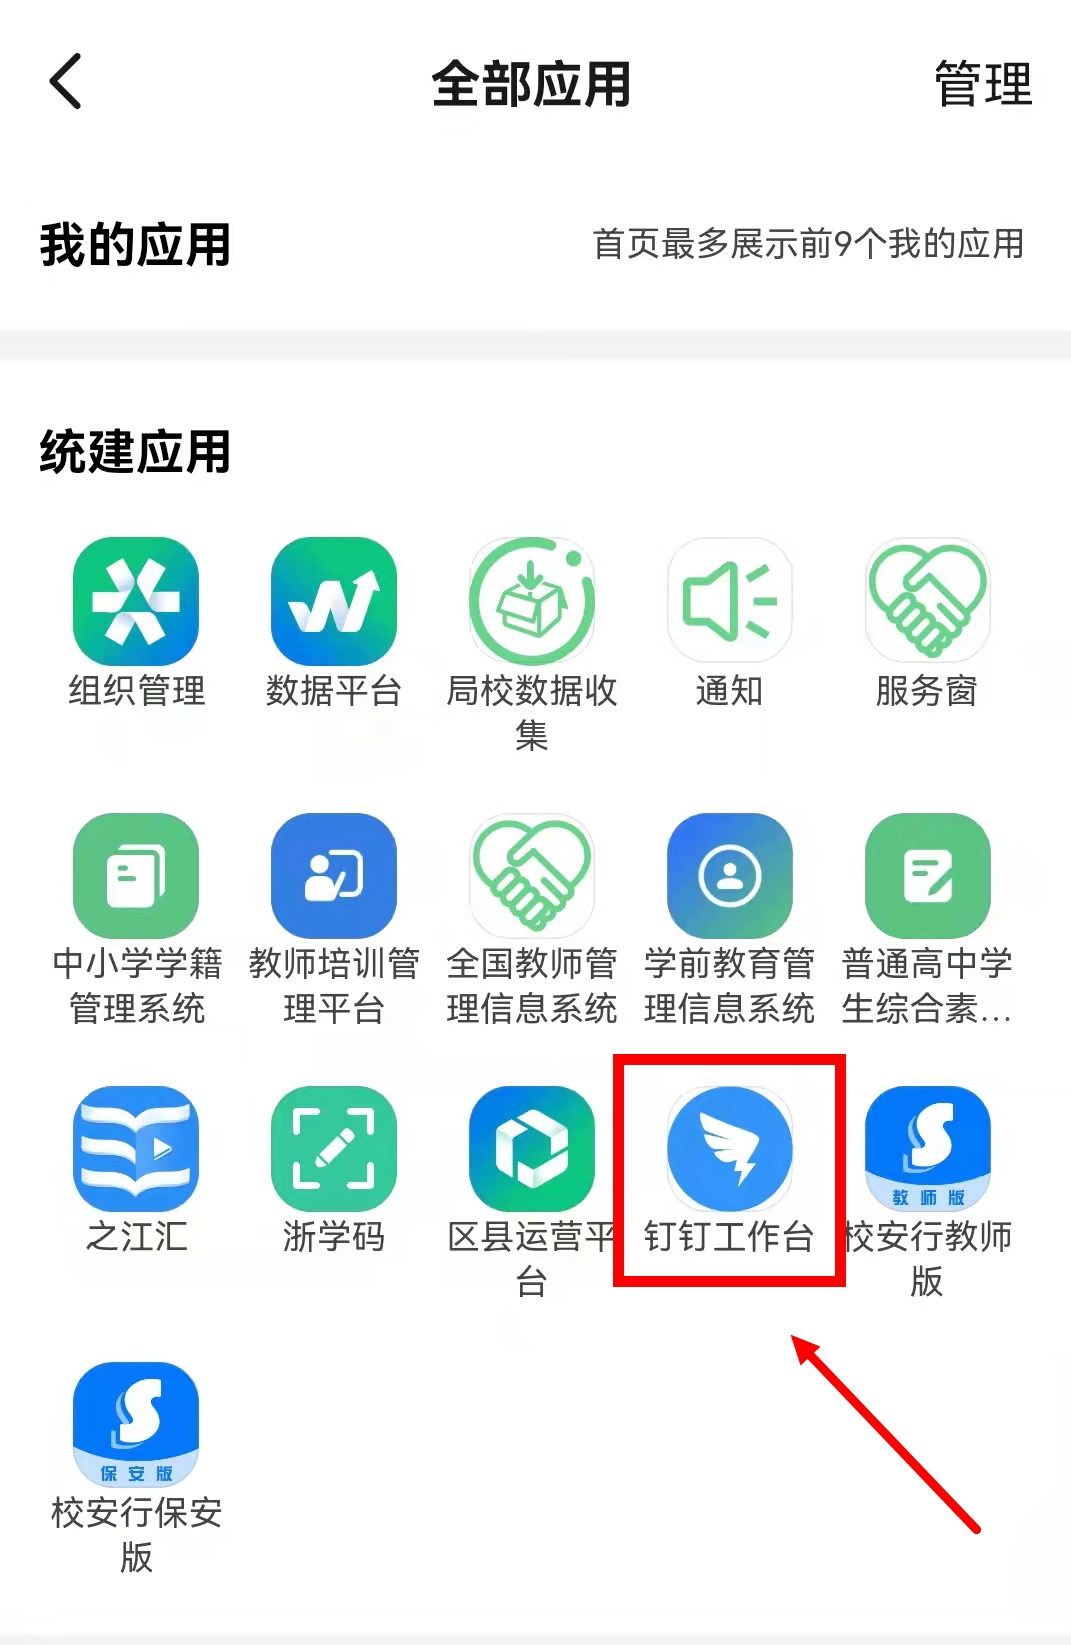 全部应用
管理
我的应用
首页最多展示前9个我的应用
统建应用
组织管理
数据平台
局校数据收
集
通知
服务窗
中小学学籍
管理系统
教师培训管
理平台
全国教师管
理信息系统
学前教育管
理信息系统
普通高中学
生综合素...
之江汇
浙学码
区县运营平
台
钉钉工作台
教师版
校安行教师
版
保安版
校安行保安
版